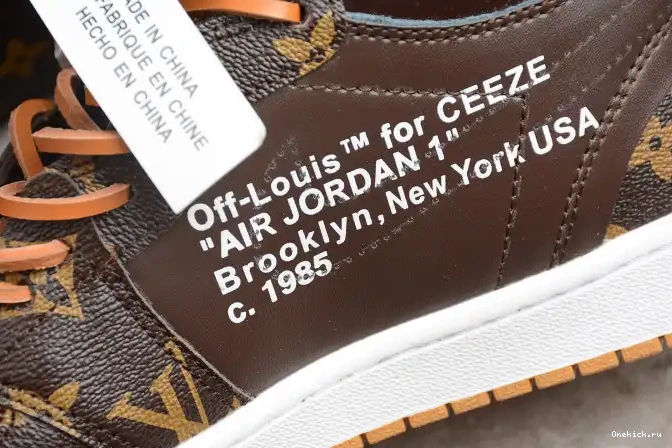 MADE IN CHINA
FABRIQUE EN CHINE
HECHO EN CHINA
Off-Louis™ for CEEZE
"AIR JORDAN 1"
Brooklyn, New York USA
c. 1985
Onekick.ru